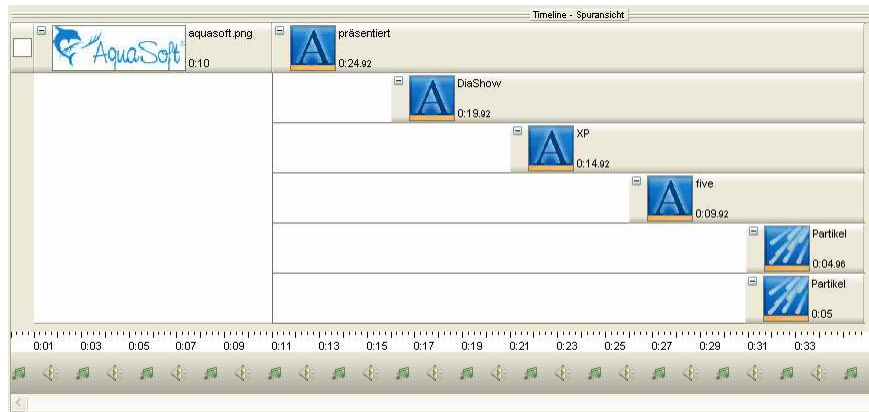 Timeline - Spuransicht
AquaSoft
aquasoft.png
0:10
A
präsentiert
0:24.92
A
DiaShow
0:19.92
A
XP
0:14.92
A
five
0:09.92
Partikel
0:04.96
Partikel
0:05
0:01 0:03 0:05 0:07 0:09 0:11 0:13 0:15 0:17 0:19 0:21 0:23 0:25 0:27 0:29 0:31 0:33